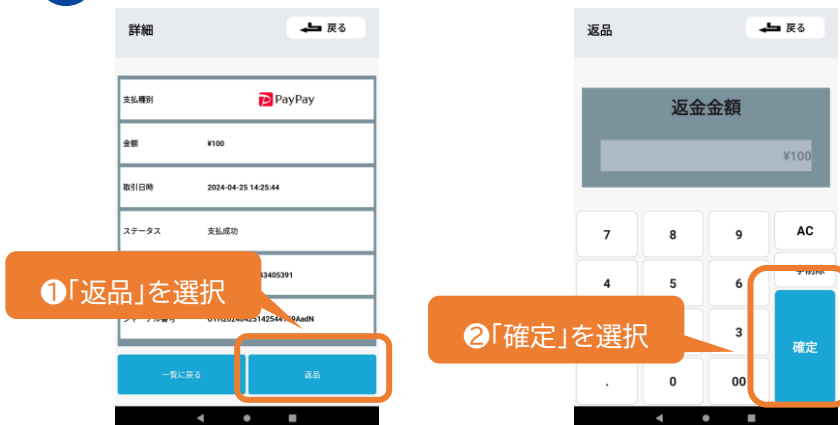 詳細
戻る
支払種別
PayPay
金額
¥100
取引日時
2024-04-25 14:25:44
ステータス
支払成功
43405391
❶「返品」を選択
一覧に戻る
返品
返品
戻る
返金金額
¥100
7
8
9
AC
4
5
6
❷「確定」を選択
3
確定
.
0
00